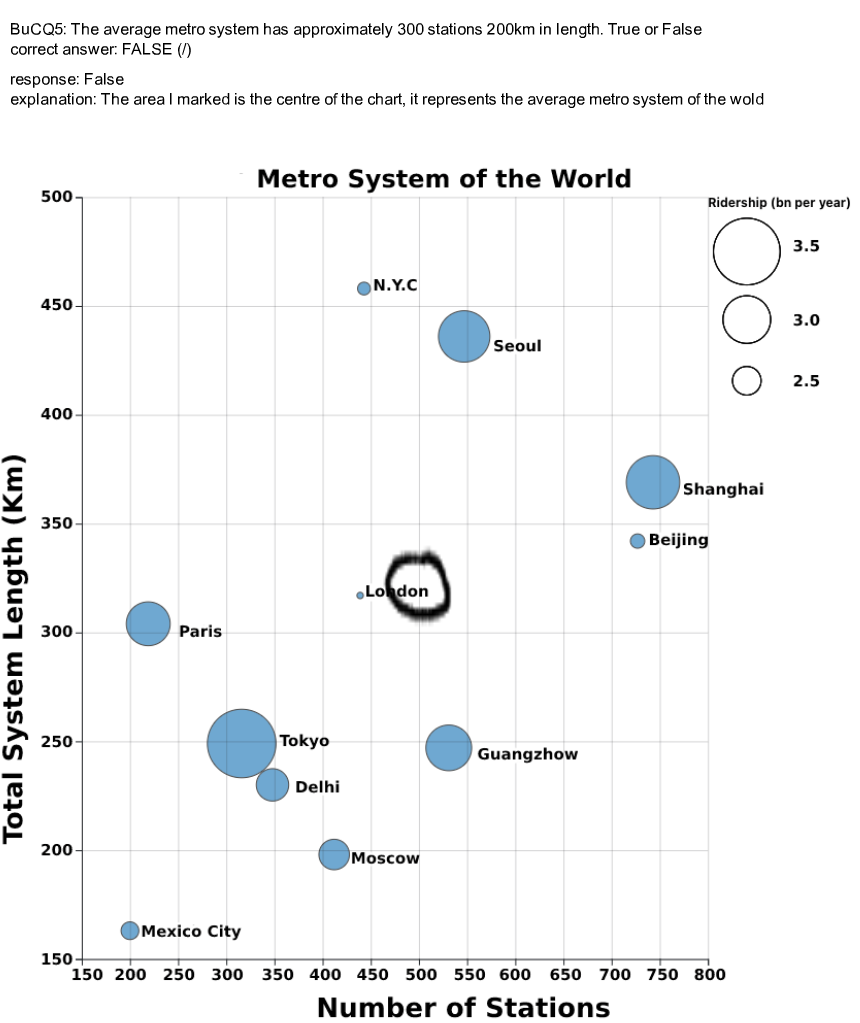 BuCQ5: The average metro system has approximately 300 stations 200km in length. True or False
correct answer: FALSE (/)
response: False
explanation: The area I marked is the centre of the chart, it represents the average metro system of the wold
Metro System of the World
Ridership (bn per year)
3.5
3.0
2.5
Total System Length (Km)
500
450
400
350
300
250
200
150
N.Y.C
Seoul
Shanghai
Beijing
London
Paris
Tokyo
Guangzhow
Delhi
Moscow
Mexico City
150 200 250 300 350 400 450 500 550 600 650 700 750 800
Number of Stations